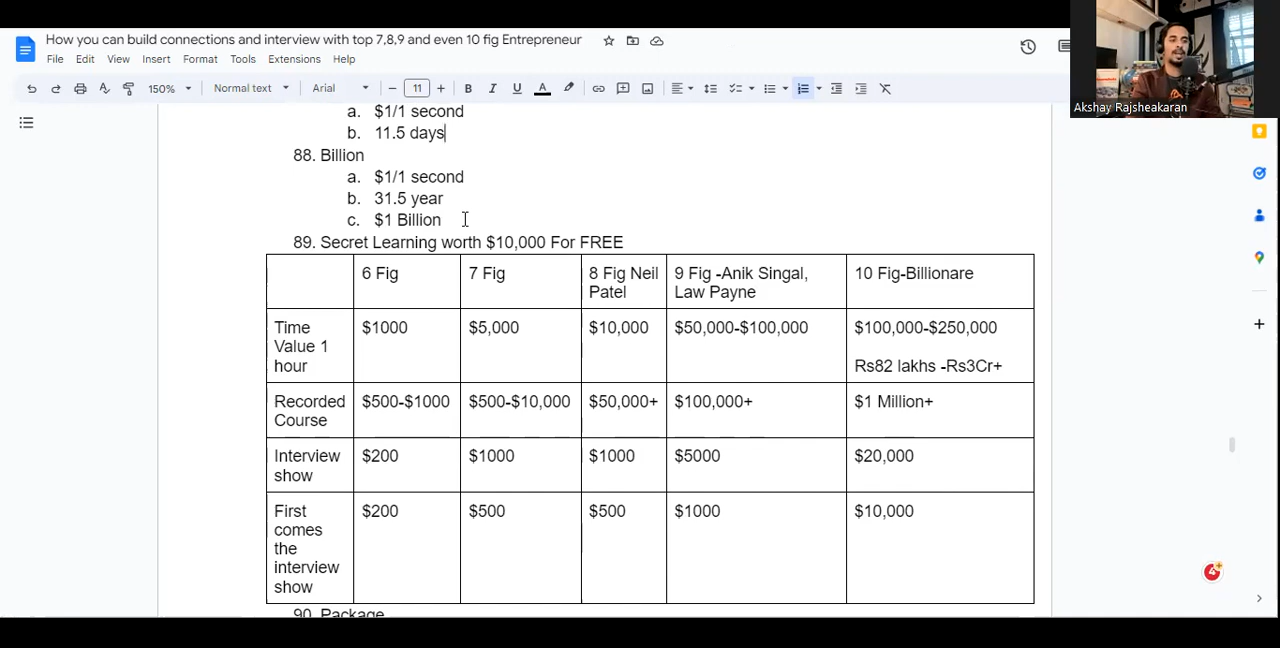 How you can build connections and interview with top 7,8,9 and even 10 fig Entrepreneur
File Edit View Insert Format Tools Extensions Help
150% Normal text Arial 11 B I U A
Akshay Rajsheakaran
a. $1/1 second
b. 11.5 days
88. Billion
a. $1/1 second
b. 31.5 year
c. $1 Billion
89. Secret Learning worth $10,000 For FREE
6 Fig 7 Fig 8 Fig Neil Patel 9 Fig -Anik Singal, Law Payne 10 Fig-Billionare
Time Value 1 hour $1000 $5,000 $10,000 $50,000-$100,000 $100,000-$250,000
Rs82 lakhs -Rs3Cr+
Recorded Course $500-$1000 $500-$10,000 $50,000+ $100,000+ $1 Million+
Interview show $200 $1000 $1000 $5000 $20,000
First comes the interview show $200 $500 $500 $1000 $10,000
90. Package